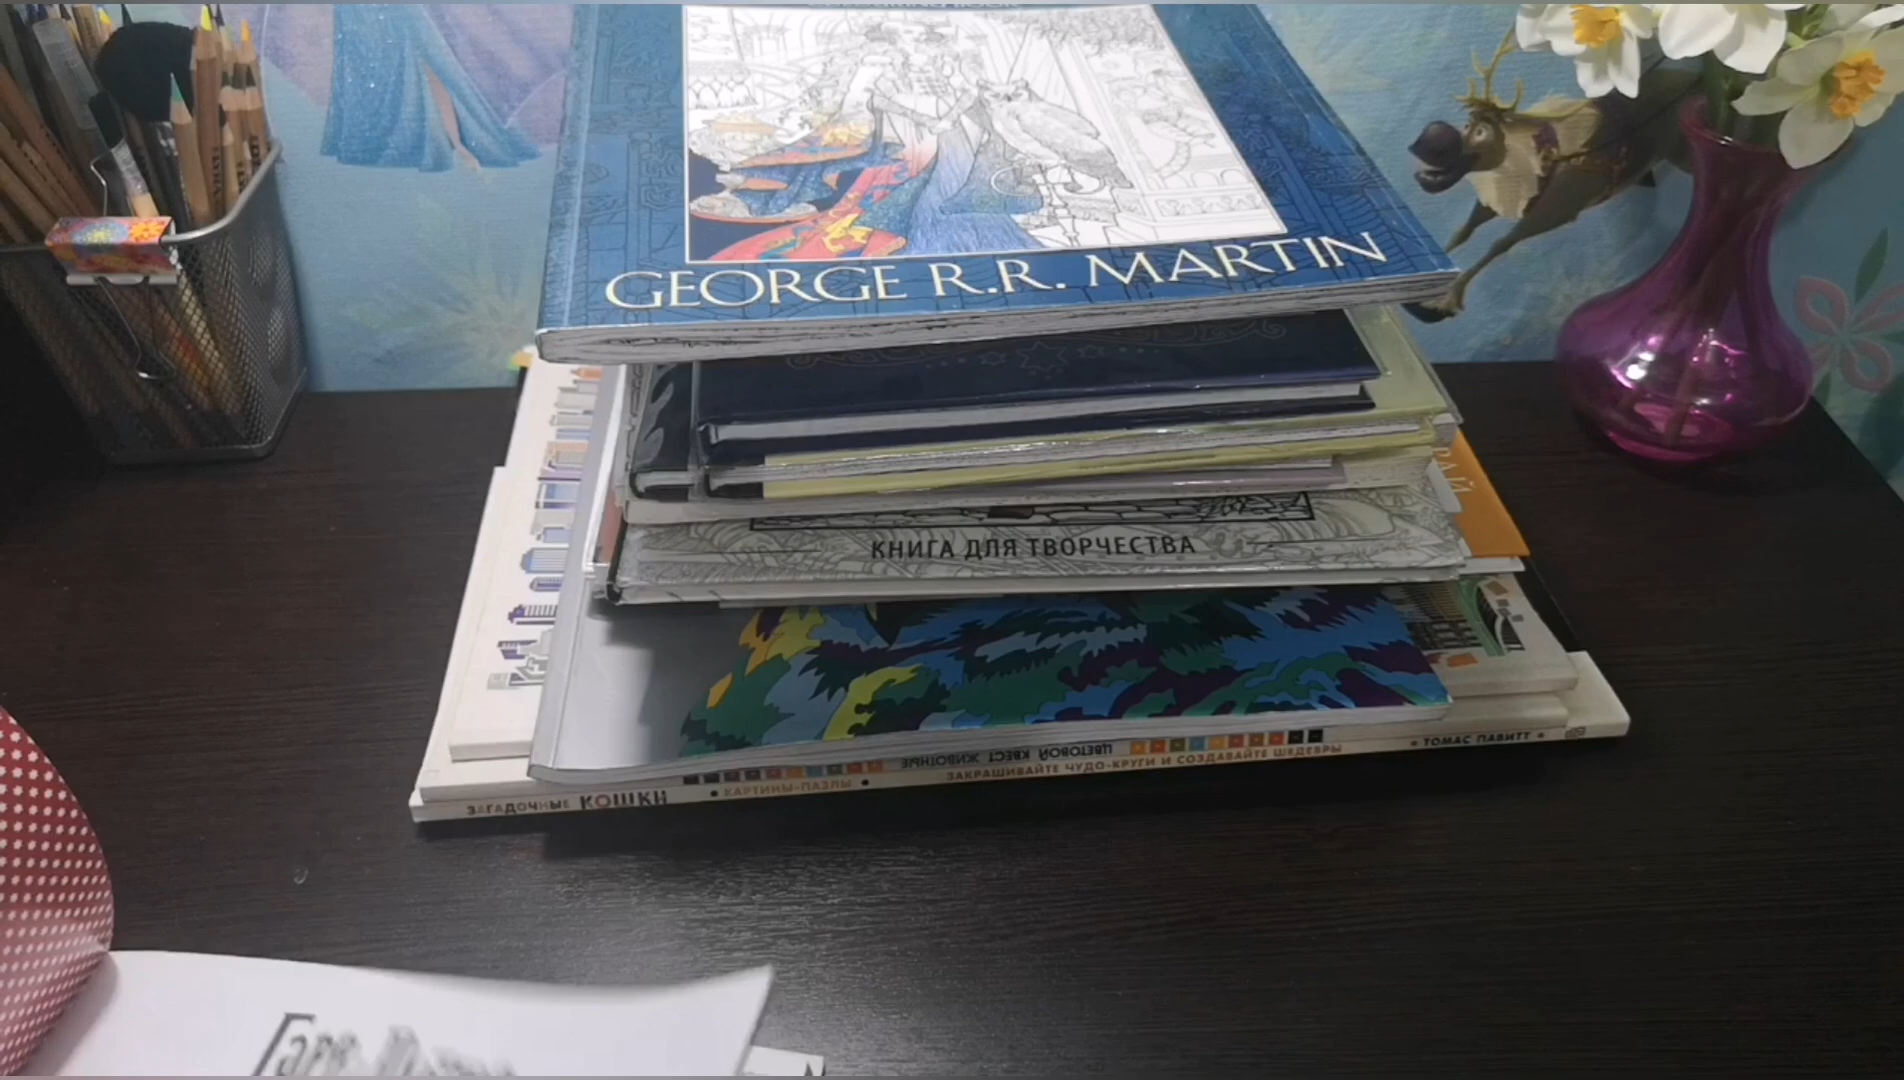 GEORGE R.R. MARTIN
КНИГА ДЛЯ ТВОРЧЕСТВА
ЦВЕТОВОЙ КВЕСТ ЖИВОТНЫЕ
ЗАГАДОЧНЫЕ КОШКИ • КАРТИНЫ-ПАЗЛЫ • ЗАКРАШИВАЙТЕ ЧУДО-КРУГИ И СОЗДАВАЙТЕ ШЕДЕВРЫ • ТОМАС ПАВИТТ •